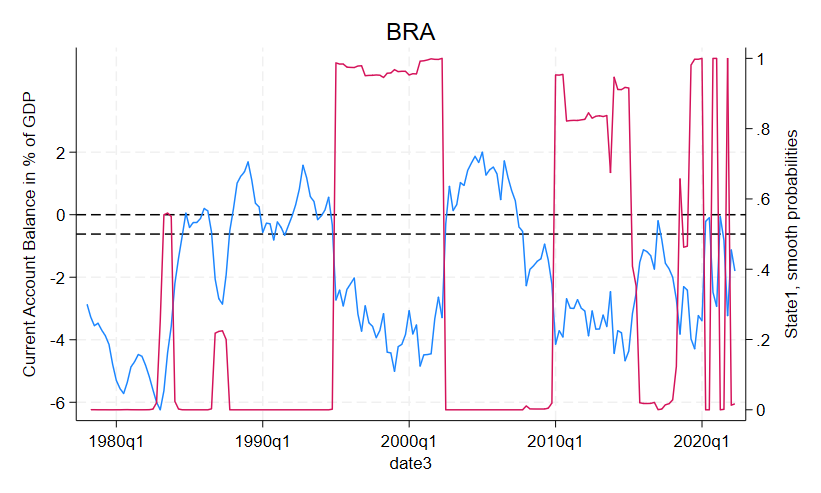 BRA
Current Account Balance in % of GDP
2
0
-2
-4
-6
1
.8
.6
.4
.2
0
State1, smooth probabilities
1980q1 1990q1 2000q1 2010q1 2020q1
date3